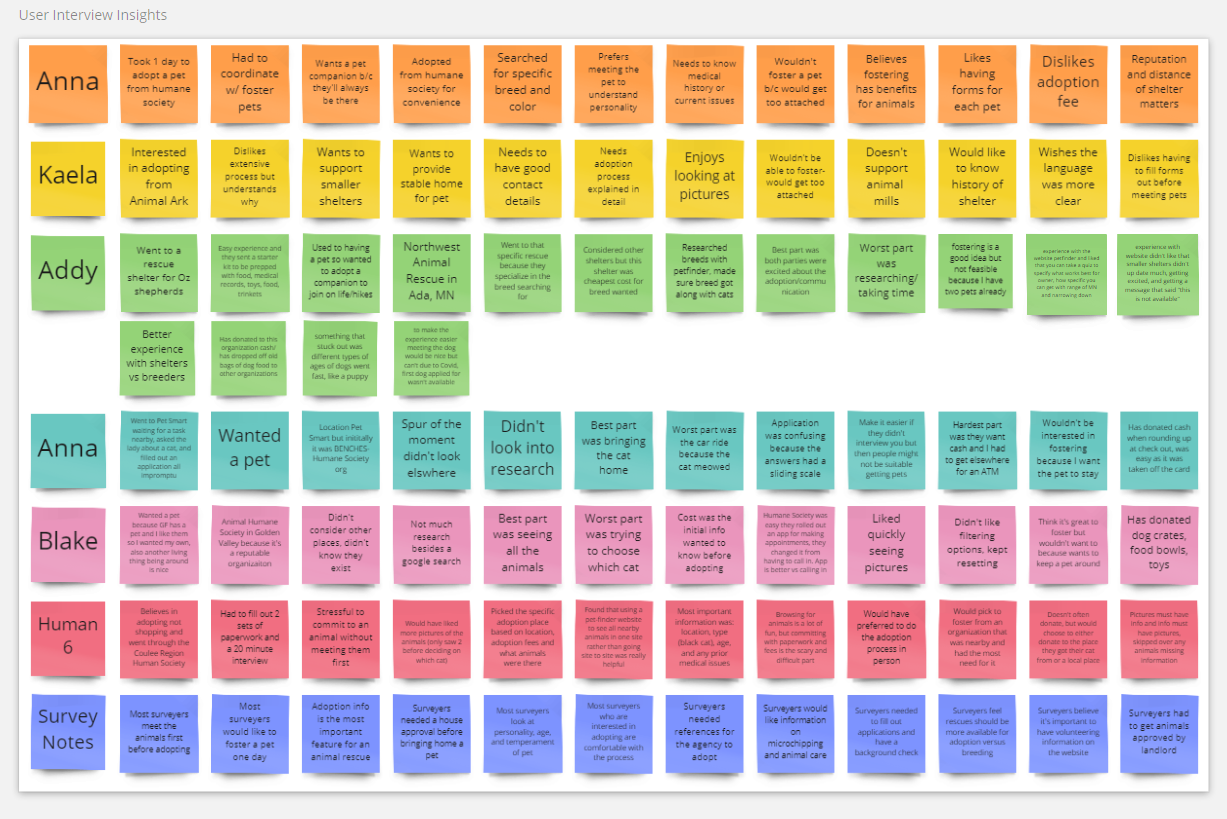 User Interview Insights
Anna
Took 1 day to
adopt a pet
from humane
society
Had to
coordinate
w/ foster
pets
Wants a pet
companion b/c
they'll always
be there
Adopted
from humane
society for
convenience
Searched
for specific
breed and
color
Prefers
meeting the
pet to
understand
personality
Needs to know
medical
history or
current issues
Wouldn't
foster a pet
b/c would get
too attached
Believes
fostering
has benefits
for animals
Likes
having
forms for
each pet
Dislikes
adoption
fee
Reputation
and distance
of shelter
matters
Kaela
Interested
in adopting
from
Animal Ark
Dislikes
extensive
process but
understands
why
Wants to
support
smaller
shelters
Wants to
provide
stable home
for pet
Needs to
have good
contact
details
Needs
adoption
process
explained in
detail
Enjoys
looking at
pictures
Wouldn't be
able to foster-
would get too
attached
Doesn't
support
animal
mills
Would like
to know
history of
shelter
Wishes the
language
was more
clear
Dislikes having
to fill forms
out before
meeting pets
Addy
Went to a
rescue
shelter for Oz
shepherds
Easy experience and
they sent a starter
kit to be prepped
with food, medical
records, toys, food,
trinkets
Used to having
a pet so wanted
to adopt a
companion to
join on life/hikes
Northwest
Animal
Rescue in
Ada, MN
Went to that
specific rescue
because they
specialize in the
breed searching
for
Considered other
shelters but this
shelter was
cheapest cost for
breed wanted
Researched
breeds with
petfinder, made
sure breed got
along with cats
Best part was
both parties were
excited about the
adoption/commu
nication
Worst part
was
researching/
taking time
fostering is a
good idea but
not feasible
because I have
two pets already
experience with the
website petfinder and liked
that you can take a quiz to
specify what works best for
owner, how specific you
can get with range of MN
and narrowing down
experience with
website didn't like that
smaller shelters didn't
up date much, getting
excited, and getting a
message that said "this
is not available"
Better
experience
with shelters
vs breeders
Has donated to this
organization cash/
has dropped off old
bags of dog food to
other organizations
something that
stuck out was
different types of
ages of dogs went
fast, like a puppy
to make the
experience easier
meeting the dog
would be nice but
can't due to Covid,
first dog applied for
wasn't available
Anna
Went to Pet Smart
waiting for a task
nearby, asked the
lady about a cat, and
filled out an
application all
impromptu
Wanted
a pet
Location Pet
Smart but initially
it was BENCHES-
Humane Society
org
Spur of the
moment
didn't look
elswhere
Didn't
look into
research
Best part
was bringing
the cat
home
Worst part was
the car ride
because the
cat meowed
Application
was confusing
because the
answers had a
sliding scale
Make it easier if
they didn't
interview you but
then people might
not be suitable
getting pets
Hardest part
was they want
cash and I had
to get elsewhere
for an ATM
Wouldn't be
interested in
fostering
because I want
the pet to stay
Has donated cash
when rounding up
at check out, was
easy as it was
taken off the card
Blake
Wanted a pet
because GF has a
pet and I like them
so I wanted my own,
also another living
thing being around
is nice
Animal Humane
Society in Golden
Valley because it's
a reputable
organization
Didn't
consider other
places, didn't
know they
exist
Not much
research
besides a
google search
Best part
was seeing
all the
animals
Worst part
was trying
to choose
which cat
Cost was the
initial info
wanted to
know before
adopting
Humane Society was
easy they rolled out
an app for making
appointments, they
changed it from
having to call in. App
is better vs calling in
Liked
quickly
seeing
pictures
Didn't like
filtering
options, kept
resetting
Think it's great to
foster but
wouldn't want to
because wants to
keep a pet around
Has donated
dog crates,
food bowls,
toys
Human
6
Believes in
adopting not
shopping and
went through the
Coulee Region
Human Society
Had to fill out 2
sets of
paperwork and
a 20 minute
interview
Stressful to
commit to an
animal without
meeting them
first
Would have liked
more pictures of the
animals (only saw 2
before deciding on
which cat)
Picked the specific
adoption place
based on location,
adoption fees and
what animals
were there
Found that using a
pet finder website
to see all nearby
animals in one site
rather than going
site to site was really
helpful
Most important
information was:
location, type
(black cat), age,
and any prior
medical issues
Browsing for
animals is a lot of
fun, but committing
with paperwork and
fees is the scary and
difficult part
Would have
preferred to do
the adoption
process in
person
Would pick to
foster from an
organization that
was nearby and
had the most
need for it
Doesn't often
donate, but would
choose to either
donate to the place
they got their cat
from or a local place
Pictures must have
info and info must
have pictures,
skipped over any
animals missing
information
Survey
Notes
Most surveyers
meet the
animals first
before adopting
Most
surveyers
would like to
foster a pet
one day
Adoption info
is the most
important
feature for an
animal rescue
Surveyers
needed a house
approval before
bringing home a
pet
Most surveyers
look at
personality, age,
and temperament
of pet
Most surveyers
who are
interested in
adopting are
comfortable with
the process
Surveyers
needed
references for
the agency to
adopt
Surveyers would
like information
on
microchipping
and animal care
Surveyers needed
to fill out
applications and
have a
background check
Surveyers feel
rescues should be
more available for
adoption versus
breeding
Surveyers believe
it's important to
have volunteering
information on
the website
Surveyers had
to get animals
approved by
landlord